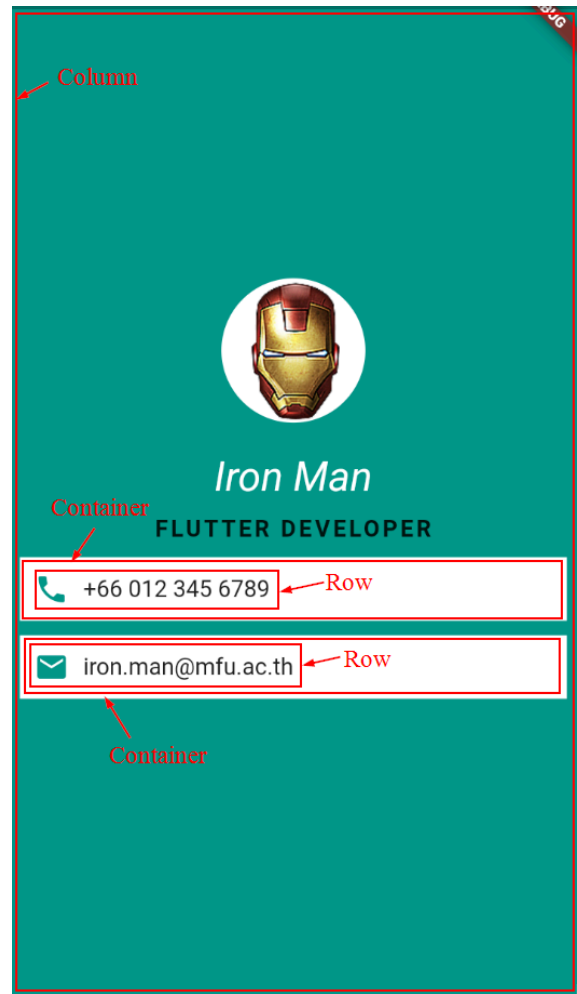 Column
Iron Man
Container
FLUTTER DEVELOPER
+66 012 345 6789
Row
iron.man@mfu.ac.th
Row
Container